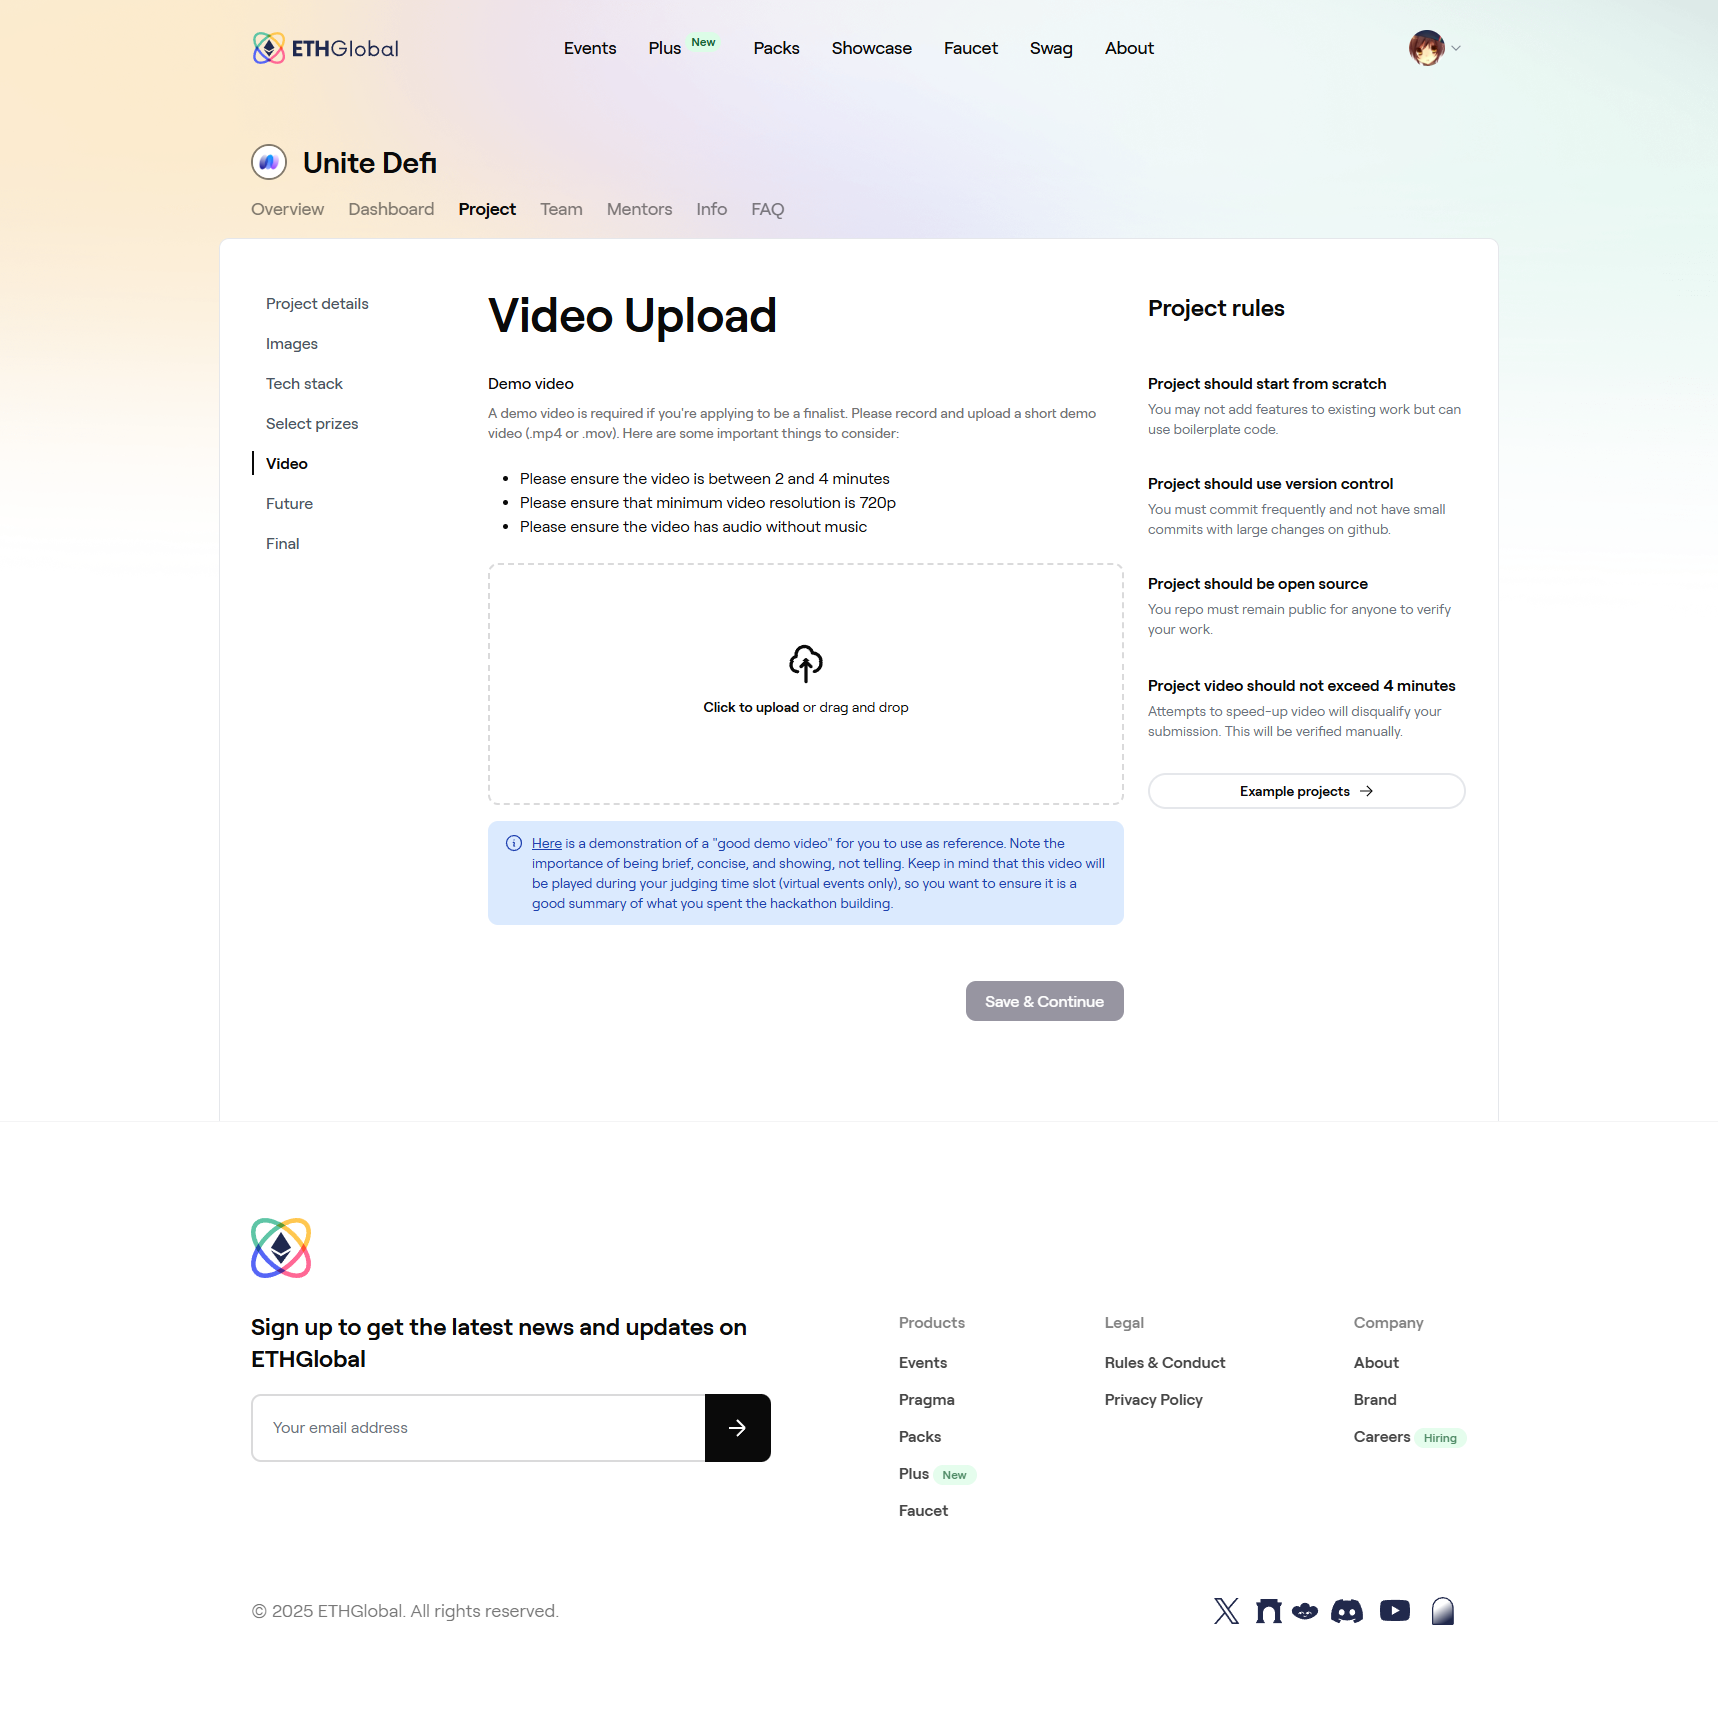 ETHGlobal
Events
Plus New
Packs
Showcase
Faucet
Swag
About
Unite Defi
Overview
Dashboard
Project
Team
Mentors
Info
FAQ
Project details
Images
Tech stack
Select prizes
Video
Future
Final
Video Upload
Demo video
A demo video is required if you're applying to be a finalist. Please record and upload a short demo
video (.mp4 or .mov). Here are some important things to consider:
• Please ensure the video is between 2 and 4 minutes
• Please ensure that minimum video resolution is 720p
• Please ensure the video has audio without music
Click to upload or drag and drop
Here is a demonstration of a "good demo video" for you to use as reference. Note the
importance of being brief, concise, and showing, not telling. Keep in mind that this video will
be played during your judging time slot (virtual events only), so you want to ensure it is a
good summary of what you spent the hackathon building.
Save & Continue
Project rules
Project should start from scratch
You may not add features to existing work but can
use boilerplate code.
Project should use version control
You must commit frequently and not have small
commits with large changes on github.
Project should be open source
You repo must remain public for anyone to verify
your work.
Project video should not exceed 4 minutes
Attempts to speed-up video will disqualify your
submission. This will be verified manually.
Example projects →
Sign up to get the latest news and updates on
ETHGlobal
Your email address
Products
Events
Pragma
Packs
Plus New
Faucet
Legal
Rules & Conduct
Privacy Policy
Company
About
Brand
Careers Hiring
© 2025 ETHGlobal. All rights reserved.